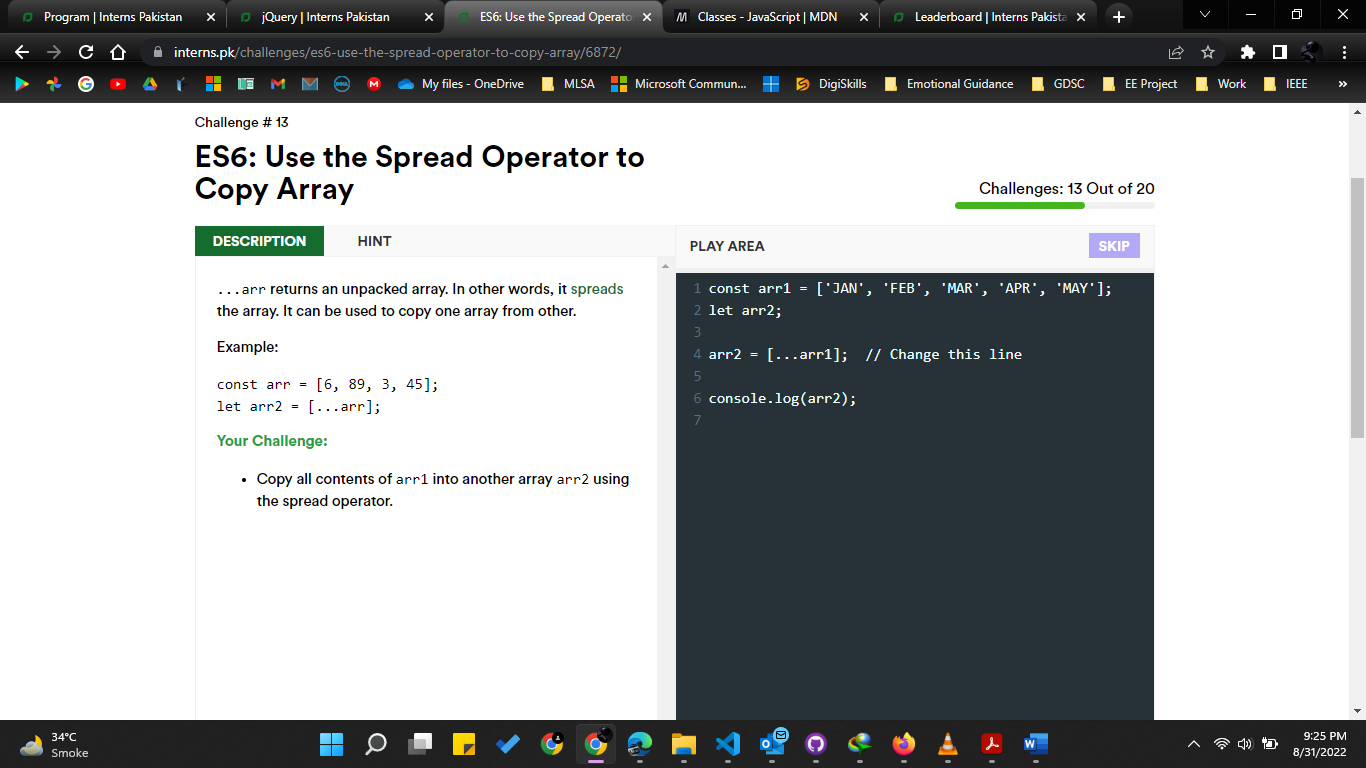 Program | Interns Pakistan
jQuery | Interns Pakistan
ES6: Use the Spread Operato
Classes - JavaScript | MDN
Leaderboard | Interns Pakista
interns.pk/challenges/es6-use-the-spread-operator-to-copy-array/6872/
My files - OneDrive
MLSA
Microsoft Commun...
DigiSkills
Emotional Guidance
GDSC
EE Project
Work
IEEE
»
Challenge # 13
ES6: Use the Spread Operator to
Copy Array
Challenges: 13 Out of 20
DESCRIPTION
HINT
...arr returns an unpacked array. In other words, it spreads
the array. It can be used to copy one array from other.
Example:
const arr = [6, 89, 3, 45];
let arr2 = [...arr];
Your Challenge:
• Copy all contents of arr1 into another array arr2 using
the spread operator.
PLAY AREA
SKIP
1 const arr1 = ['JAN', 'FEB', 'MAR', 'APR', 'MAY'];
2 let arr2;
3
4 arr2 = [...arr1];  // Change this line
5
6 console.log(arr2);
7
34°C
Smoke
9:25 PM
8/31/2022